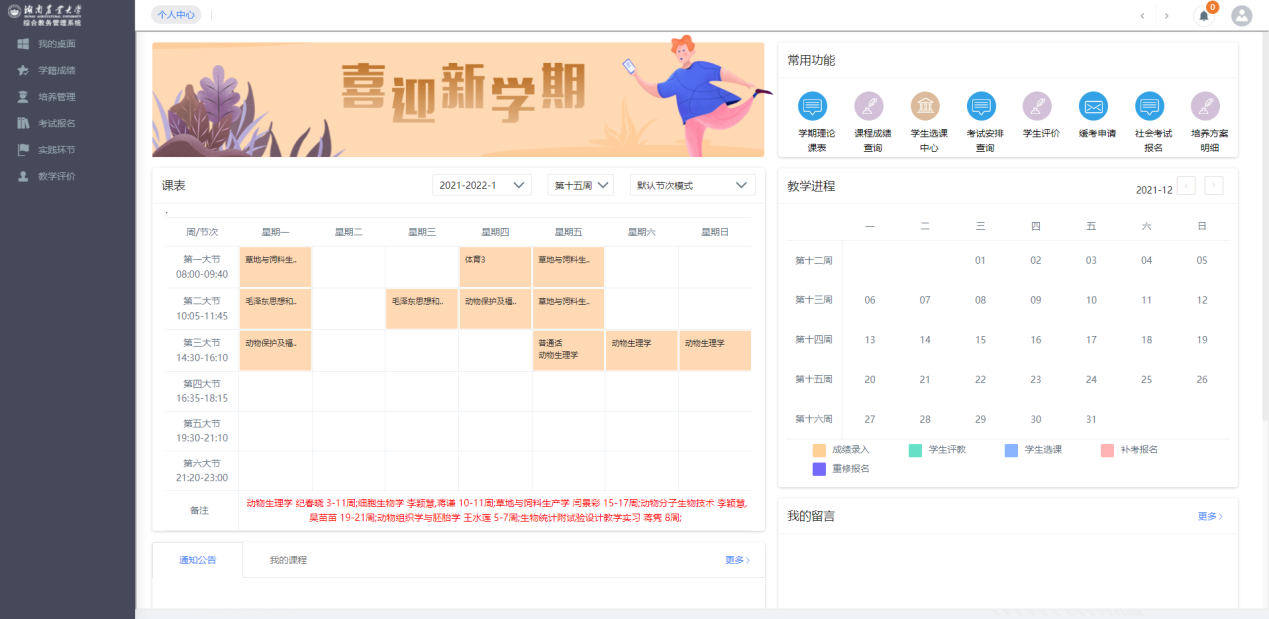 湖南农业大学
HUNAN AGRICULTURAL UNIVERSITY
综合教务管理系统
我的桌面
学籍成绩
培养管理
考试报名
实践环节
教学评价
个人中心
0
喜迎新学期
常用功能
学期理论课表
课程成绩查询
学生选课中心
考试安排查询
学生评价
缓考申请
社会考试报名
培养方案明细
课表
2021-2022-1
第十五周
默认节次模式
周/节次 星期一 星期二 星期三 星期四 星期五 星期六 星期日
第一大节 草地与饲料生.. 体育3 草地与饲料生..
08:00-09:40
第二大节 毛泽东思想和.. 毛泽东思想和.. 动物保护及福.. 草地与饲料生..
10:05-11:45
第三大节 动物保护及福.. 普通话 动物生理学 动物生理学
14:30-16:10 动物生理学
第四大节
16:35-18:15
第五大节
19:30-21:10
第六大节
21:20-23:00
备注
动物生理学 纪春晓 3-11周;细胞生物学 李颖慧,蒋谦 10-11周;草地与饲料生产学 闫景彩 15-17周;动物分子生物技术 李颖慧,
吴苗苗 19-21周;动物组织学与胚胎学 王水莲 5-7周;生物统计附试验设计教学实习 蒋隽 8周;
通知公告
我的课程
更多>
教学进程
2021-12
一 二 三 四 五 六 日
第十二周 01 02 03 04 05
第十三周 06 07 08 09 10 11 12
第十四周 13 14 15 16 17 18 19
第十五周 20 21 22 23 24 25 26
第十六周 27 28 29 30 31
成绩录入 学生评教 学生选课 补考报名
重修报名
我的留言
更多>